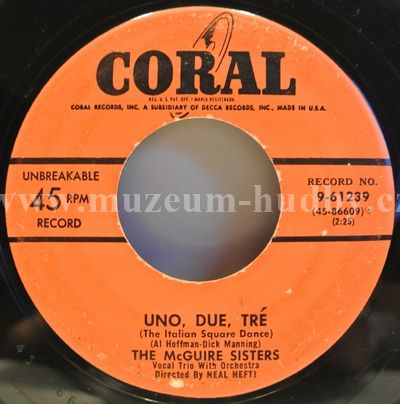 CORAL
REG. U.S. PAT. OFF. - MARCA REGISTRADA
CORAL RECORDS, INC. A SUBSIDIARY OF DECCA RECORDS, INC., MADE IN U.S.A.
UNBREAKABLE
45 RPM
RECORD
RECORD NO.
9-61239
(45-86609)
(2:25)
www.muzeum-hudby.cz
UNO, DUE, TRÉ
(The Italian Square Dance)
(Al Hoffman-Dick Manning)
THE McGUIRE SISTERS
Vocal Trio With Orchestra
Directed By NEAL HEFTI